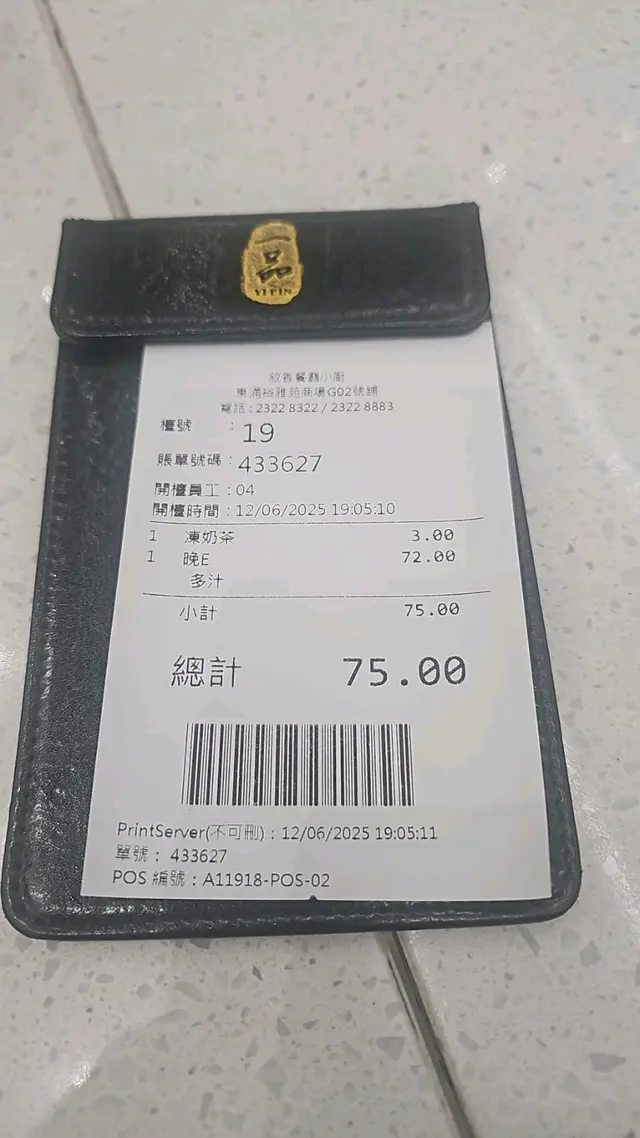 一品
YI PIN
敘香餐廳小廚
東涌裕雅苑商場G02號舖
電話 : 2322 8322 / 2322 8883
檯號 : 19
賬單號碼 : 433627
開檯員工 : 04
開檯時間 : 12/06/2025 19:05:10
1 凍奶茶 3.00
1 晚E 72.00
多汁
小計 75.00
總計 75.00
PrintServer(不可刪) : 12/06/2025 19:05:11
單號 : 433627
POS 編號 : A11918-POS-02